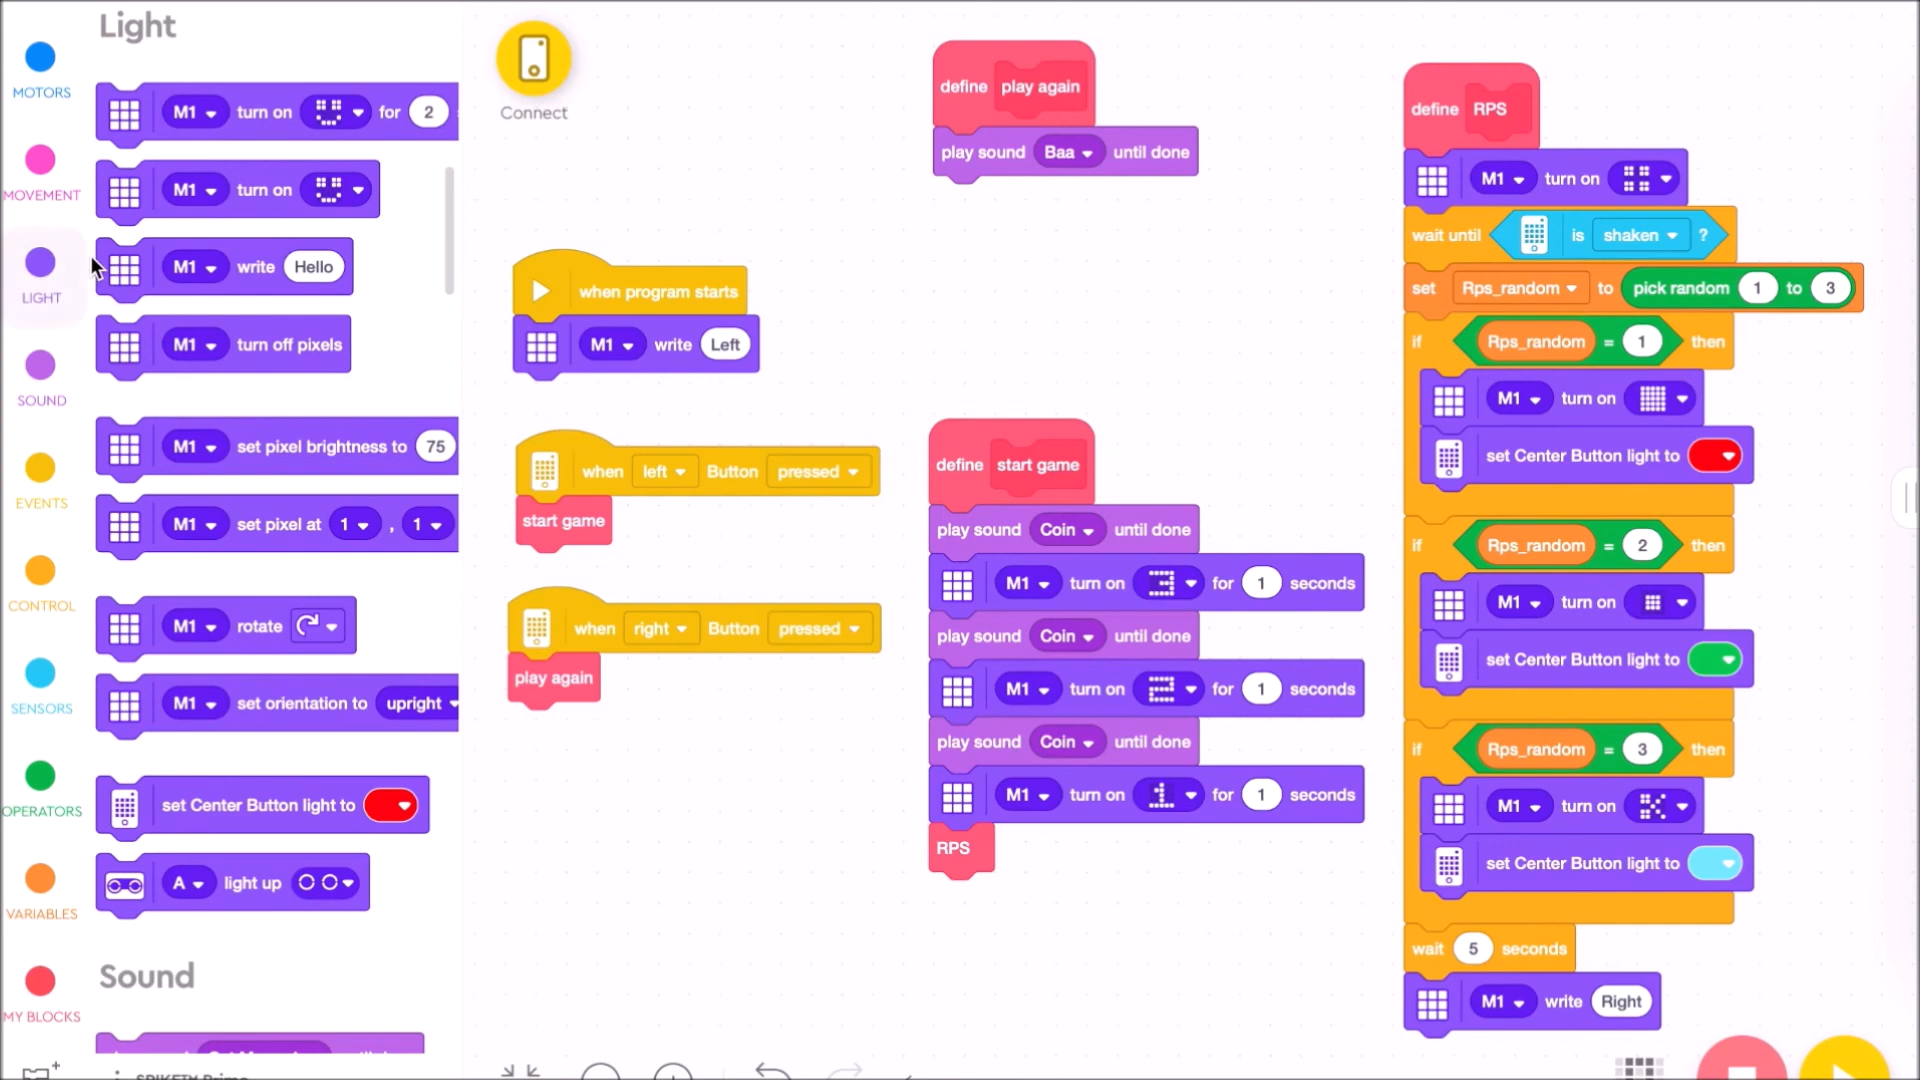 Light
MOTORS
MOVEMENT
LIGHT
SOUND
EVENTS
CONTROL
SENSORS
OPERATORS
VARIABLES
MY BLOCKS
M1 turn on for 2
M1 turn on
M1 write Hello
M1 turn off pixels
M1 set pixel brightness to 75
M1 set pixel at 1 , 1
M1 rotate
M1 set orientation to upright
set Center Button light to
A light up
Sound
Connect
when program starts
M1 write Left
when left Button pressed
start game
when right Button pressed
play again
define play again
play sound Baa until done
define start game
play sound Coin until done
M1 turn on for 1 seconds
play sound Coin until done
M1 turn on for 1 seconds
play sound Coin until done
M1 turn on for 1 seconds
RPS
define RPS
M1 turn on
wait until is shaken ?
set Rps_random to pick random 1 to 3
if Rps_random = 1 then
M1 turn on
set Center Button light to
if Rps_random = 2 then
M1 turn on
set Center Button light to
if Rps_random = 3 then
M1 turn on
set Center Button light to
wait 5 seconds
M1 write Right